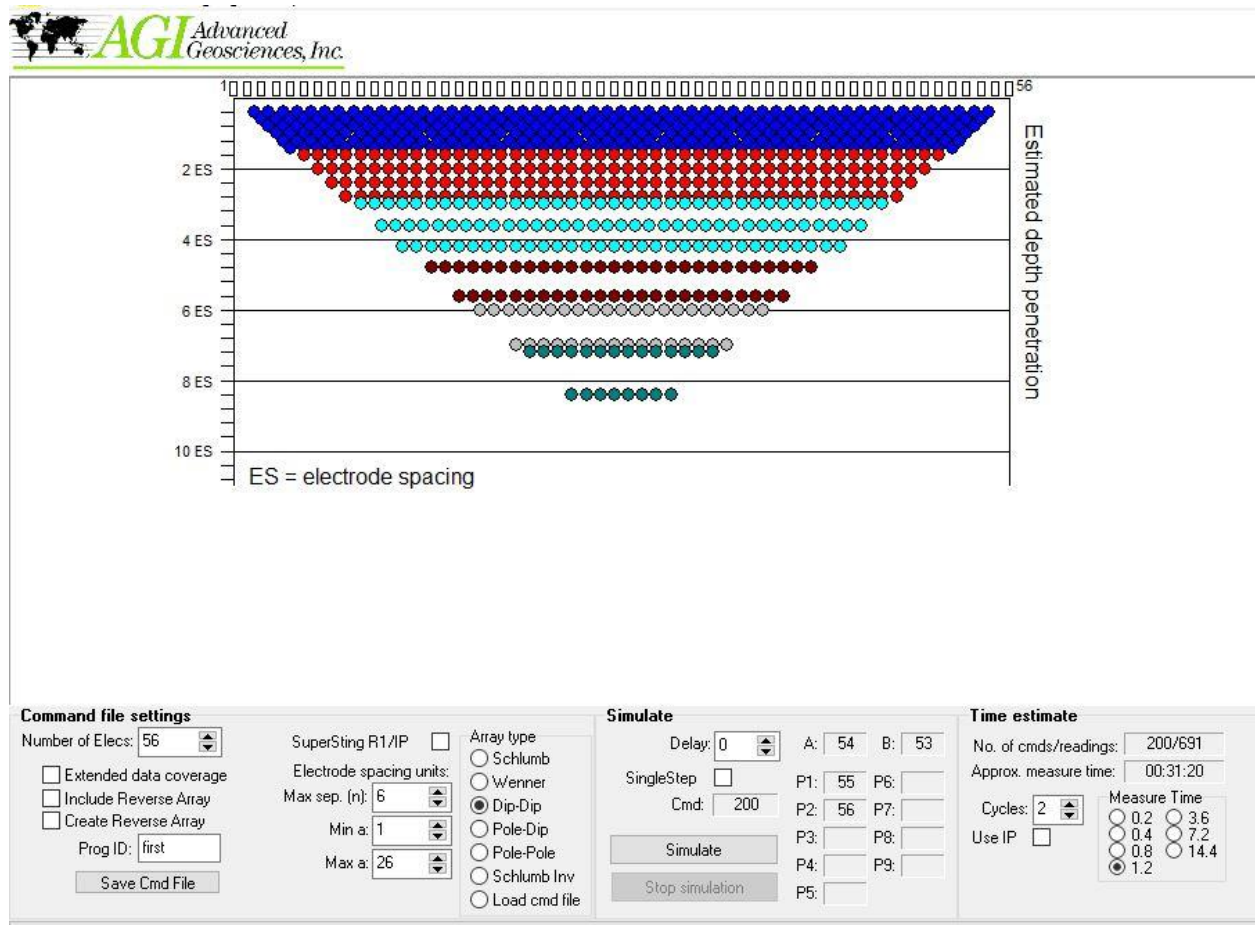 AGI Advanced
Geosciences, Inc.
1
56
2 ES
4 ES
6 ES
8 ES
10 ES
Estimated depth penetration
ES = electrode spacing
Command file settings
Number of Elecs: 56
Extended data coverage
Include Reverse Array
Create Reverse Array
Prog ID: first
Save Cmd File
SuperSting R1/IP
Electrode spacing units:
Max sep. (n): 6
Min a: 1
Max a: 26
Array type
Schlumb
Wenner
Dip-Dip
Pole-Dip
Pole-Pole
Schlumb Inv
Load cmd file
Simulate
Delay: 0
SingleStep
Cmd: 200
Simulate
Stop simulation
A: 54 B: 53
P1: 55 P6:
P2: 56 P7:
P3: P8:
P4: P9:
P5:
Time estimate
No. of cmds/readings: 200/691
Approx. measure time: 00:31:20
Cycles: 2
Use IP
Measure Time
0.2 3.6
0.4 7.2
0.8 14.4
1.2